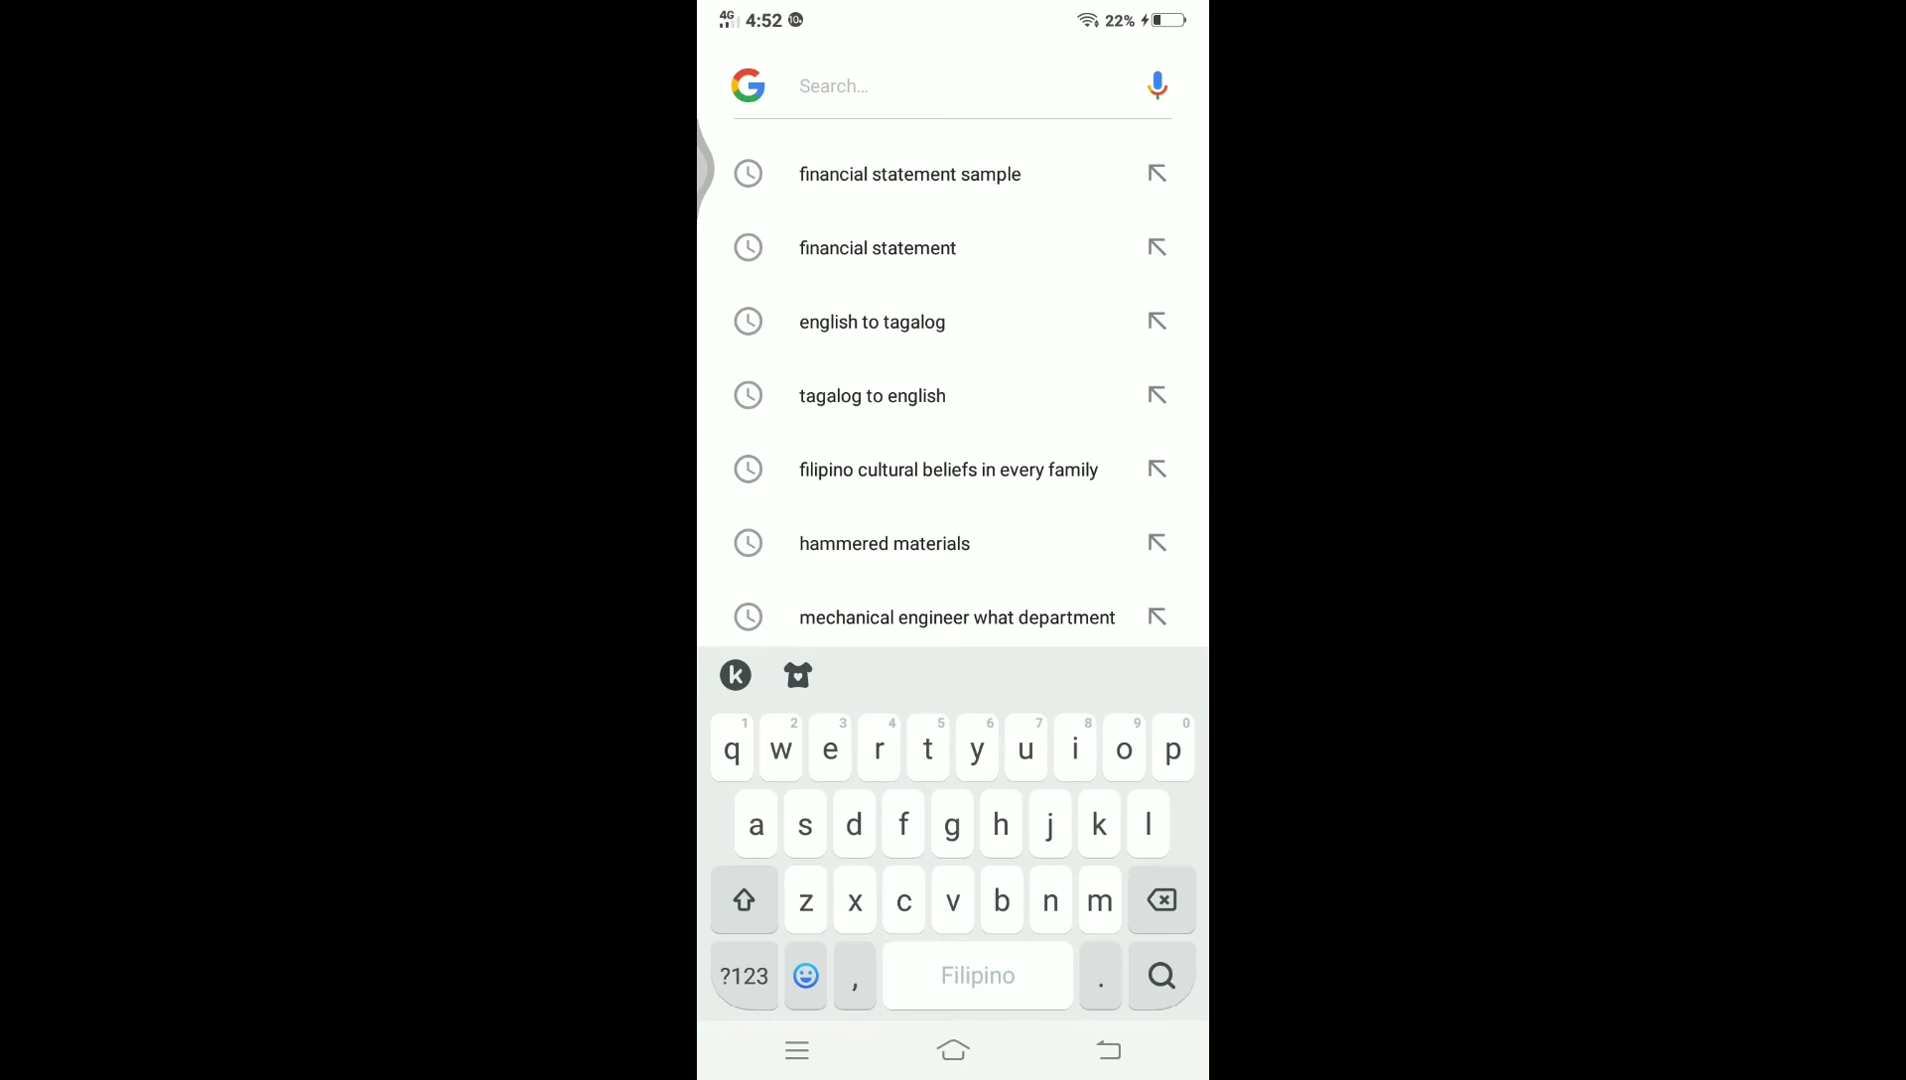 4G 4:52 10+ 22%
Search...
financial statement sample
financial statement
english to tagalog
tagalog to english
filipino cultural beliefs in every family
hammered materials
mechanical engineer what department
k
1 2 3 4 5 6 7 8 9 0
q w e r t y u i o p
a s d f g h j k l
z x c v b n m
?123 , Filipino .